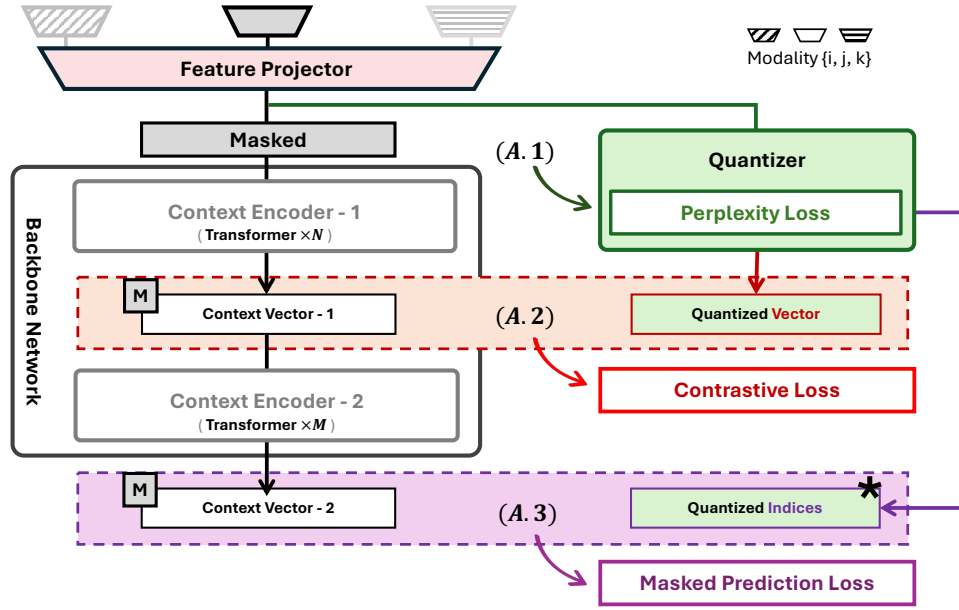 Feature Projector
Modality {i, j, k}
Masked
(A.1)
Quantizer
Perplexity Loss
Backbone Network
Context Encoder - 1
( Transformer ×N )
M
Context Vector - 1
(A.2)
Quantized Vector
Contrastive Loss
Context Encoder - 2
( Transformer ×M )
M
Context Vector - 2
(A.3)
Quantized Indices
*
Masked Prediction Loss